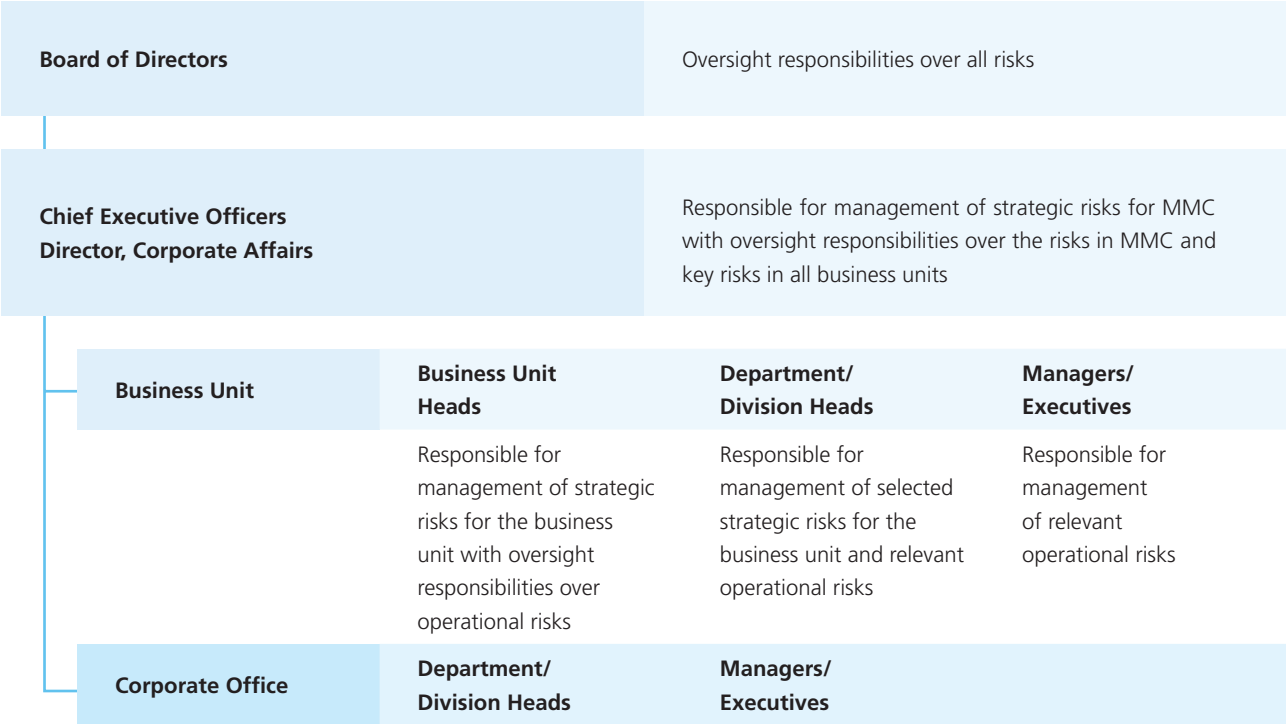 Board of Directors
Oversight responsibilities over all risks
Chief Executive Officers
Director, Corporate Affairs
Responsible for management of strategic risks for MMC
with oversight responsibilities over the risks in MMC and
key risks in all business units
Business Unit
Business Unit
Heads
Department/
Division Heads
Managers/
Executives
Responsible for
management of strategic
risks for the business
unit with oversight
responsibilities over
operational risks
Responsible for
management of selected
strategic risks for the
business unit and relevant
operational risks
Responsible for
management
of relevant
operational risks
Corporate Office
Department/
Division Heads
Managers/
Executives